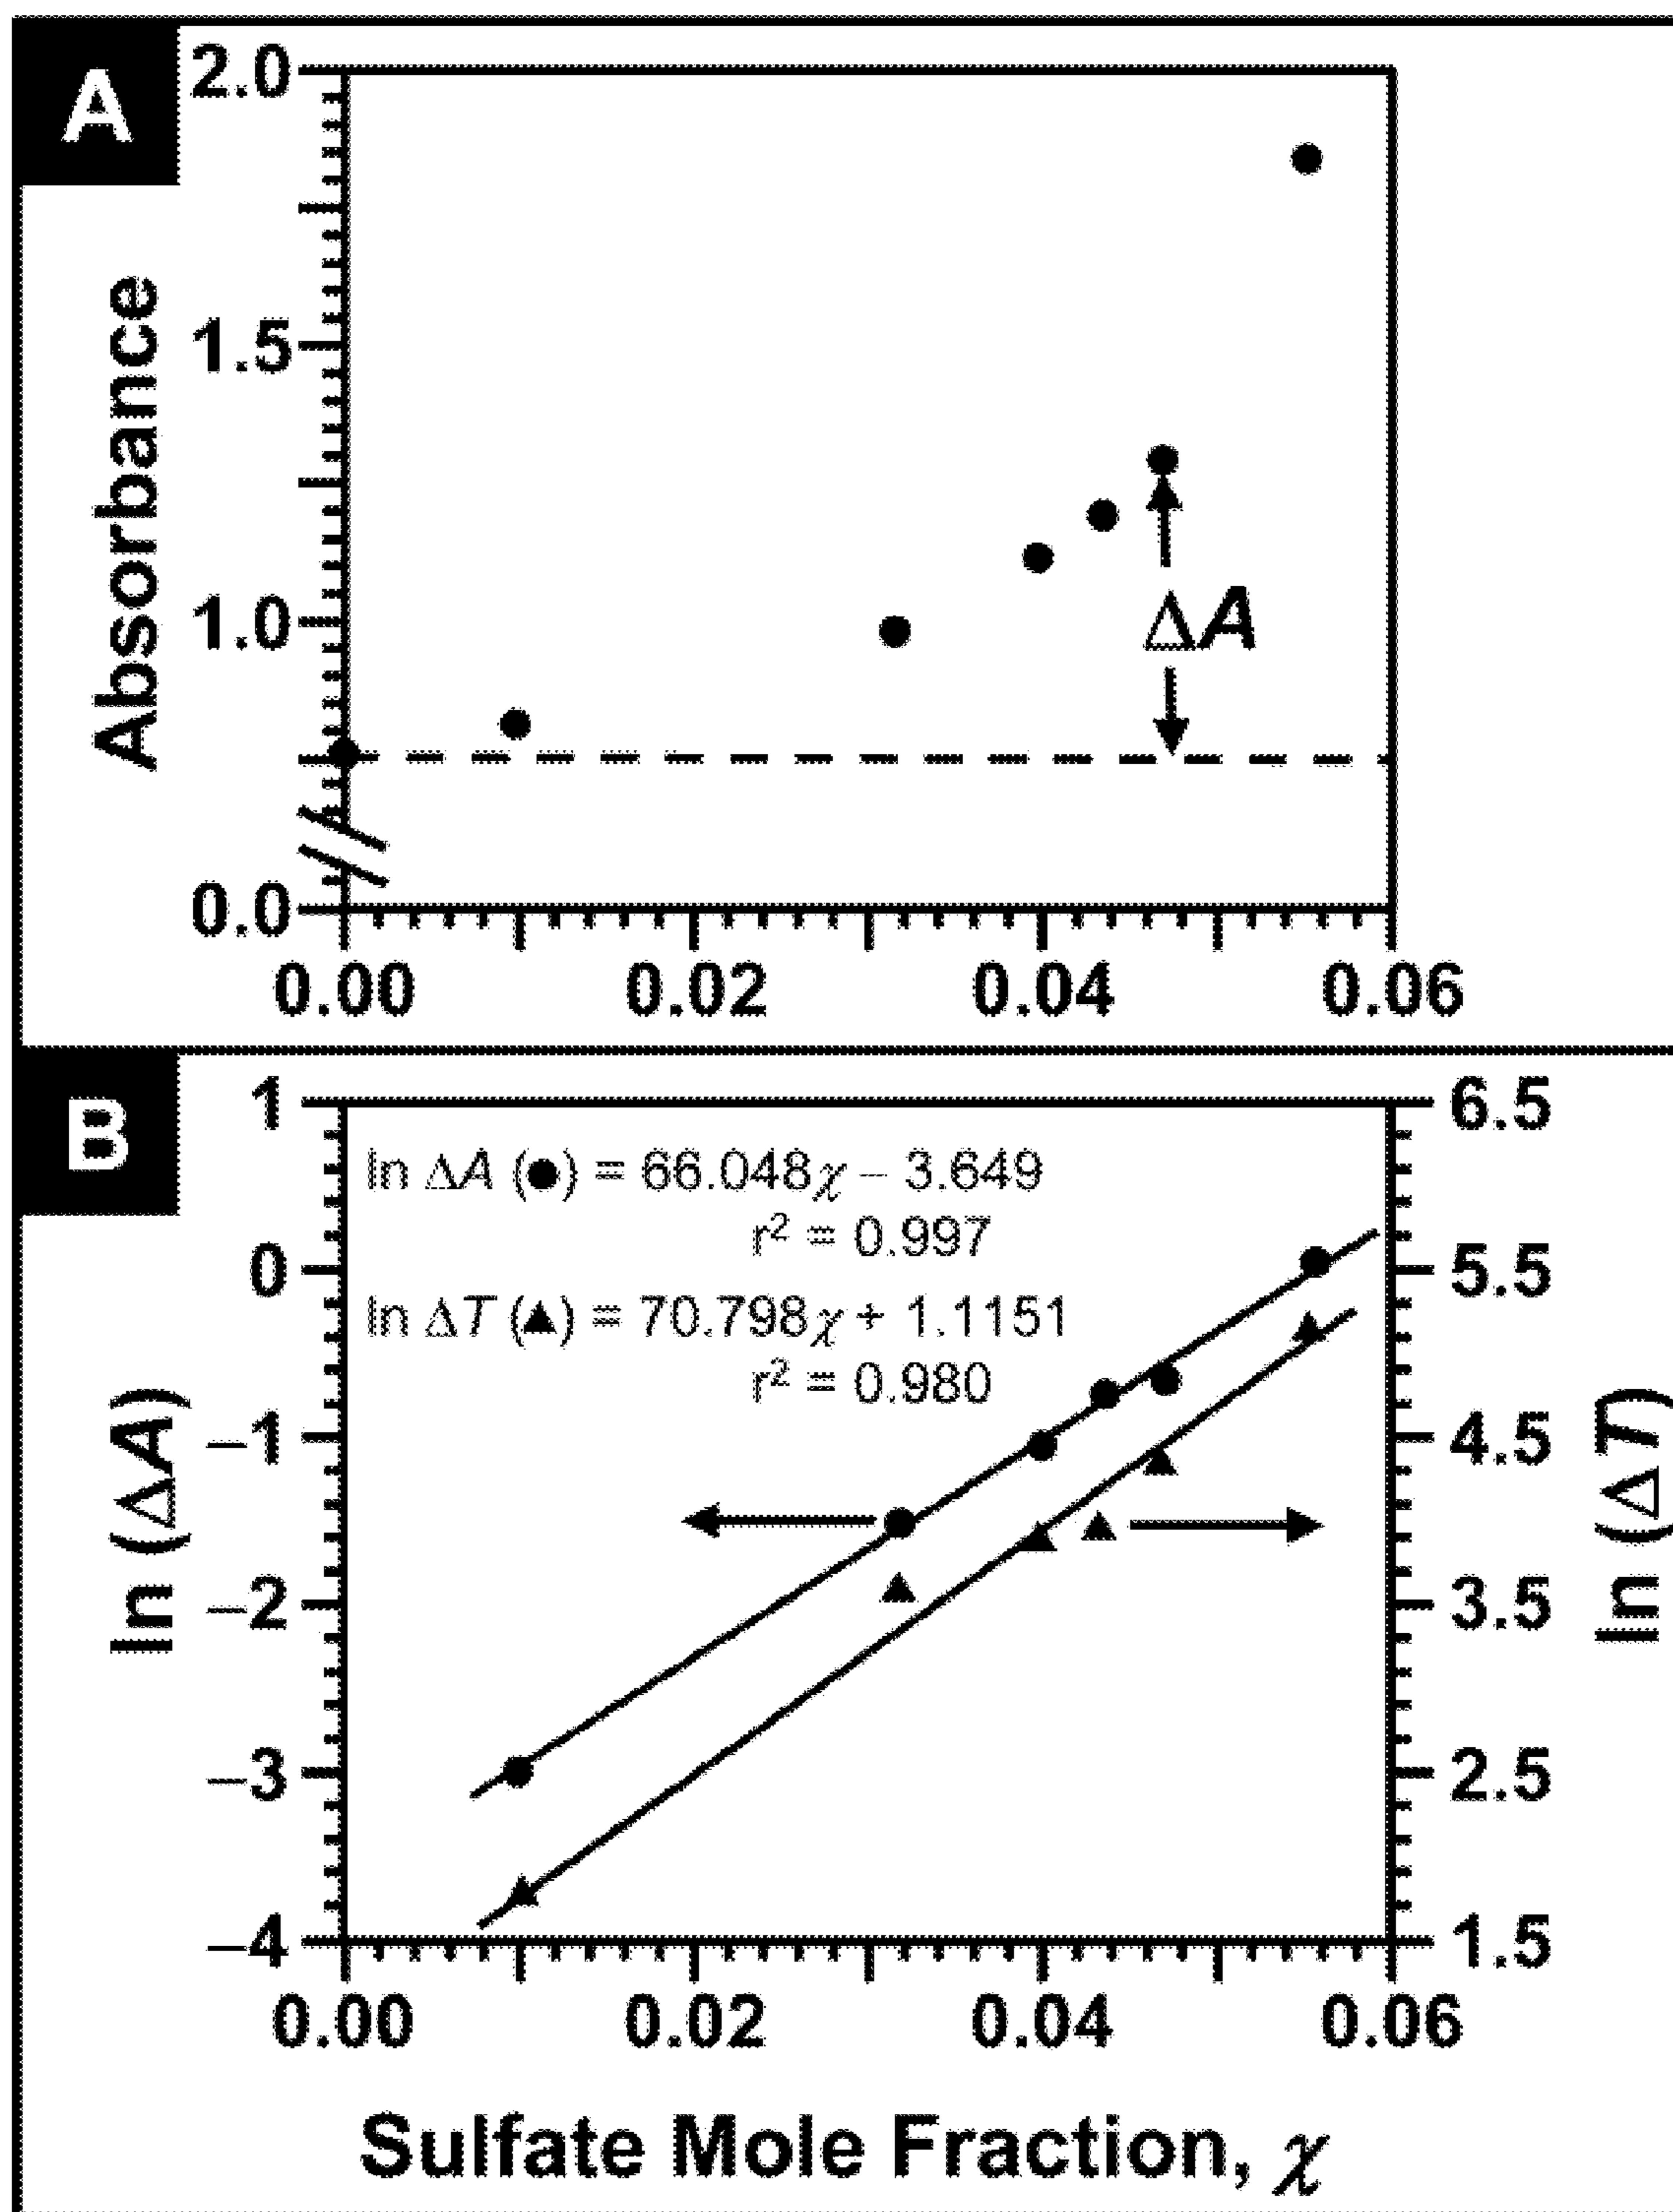 A
2.0
1.5
1.0
0.0
Absorbance
ΔA
0.00 0.02 0.04 0.06
B
1
0
−1
−2
−3
−4
ln (ΔA)
ln ΔA (●) = 66.048χ − 3.649
r² = 0.997
ln ΔT (▲) = 70.798χ + 1.1151
r² = 0.980
6.5
5.5
4.5
3.5
2.5
1.5
ln (ΔT)
0.00 0.02 0.04 0.06
Sulfate Mole Fraction, χ